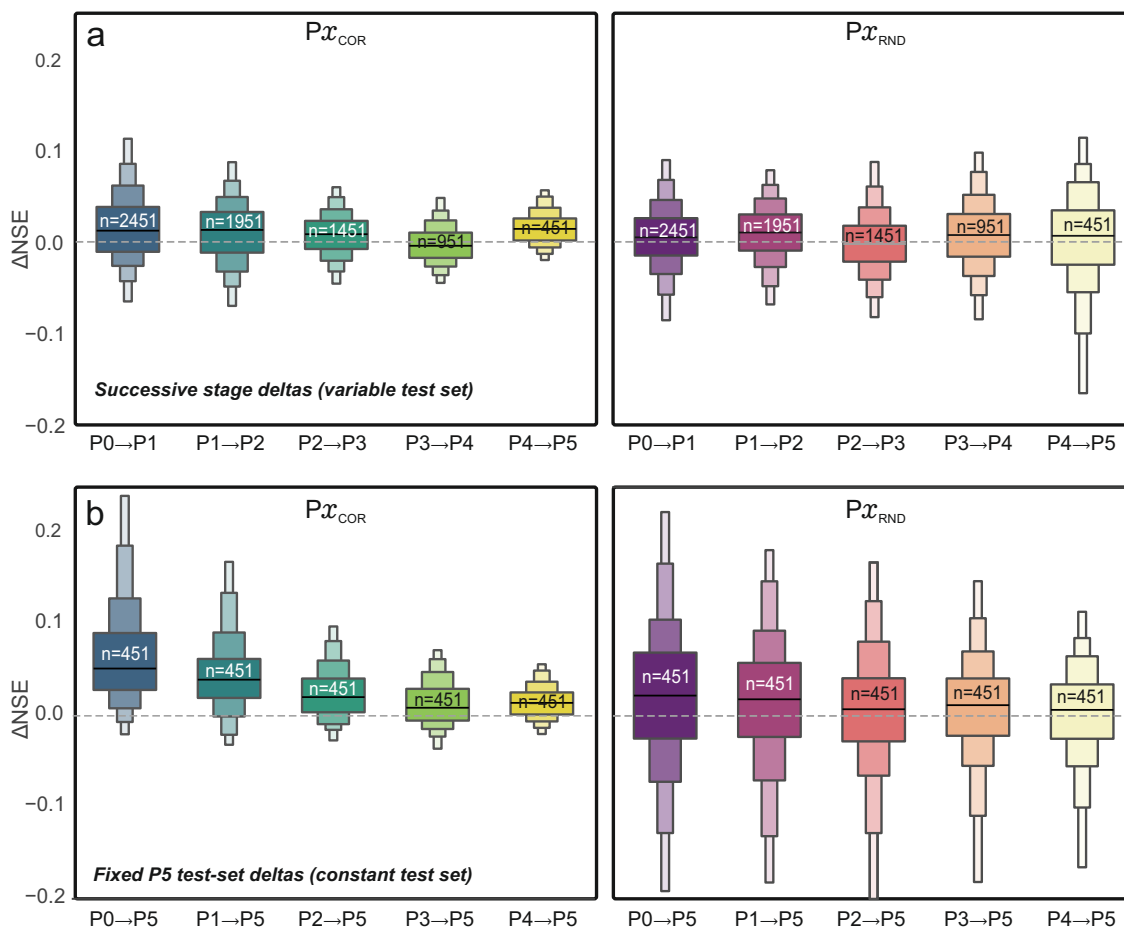 a
Px_COR
Px_RND
ΔNSE
0.2
0.1
0.0
−0.1
−0.2
n=2451
n=1951
n=1451
n=951
n=451
n=2451
n=1951
n=1451
n=951
n=451
Successive stage deltas (variable test set)
P0→P1
P1→P2
P2→P3
P3→P4
P4→P5
P0→P1
P1→P2
P2→P3
P3→P4
P4→P5
b
Px_COR
Px_RND
ΔNSE
0.2
0.1
0.0
−0.1
−0.2
n=451
n=451
n=451
n=451
n=451
n=451
n=451
n=451
n=451
n=451
Fixed P5 test-set deltas (constant test set)
P0→P5
P1→P5
P2→P5
P3→P5
P4→P5
P0→P5
P1→P5
P2→P5
P3→P5
P4→P5